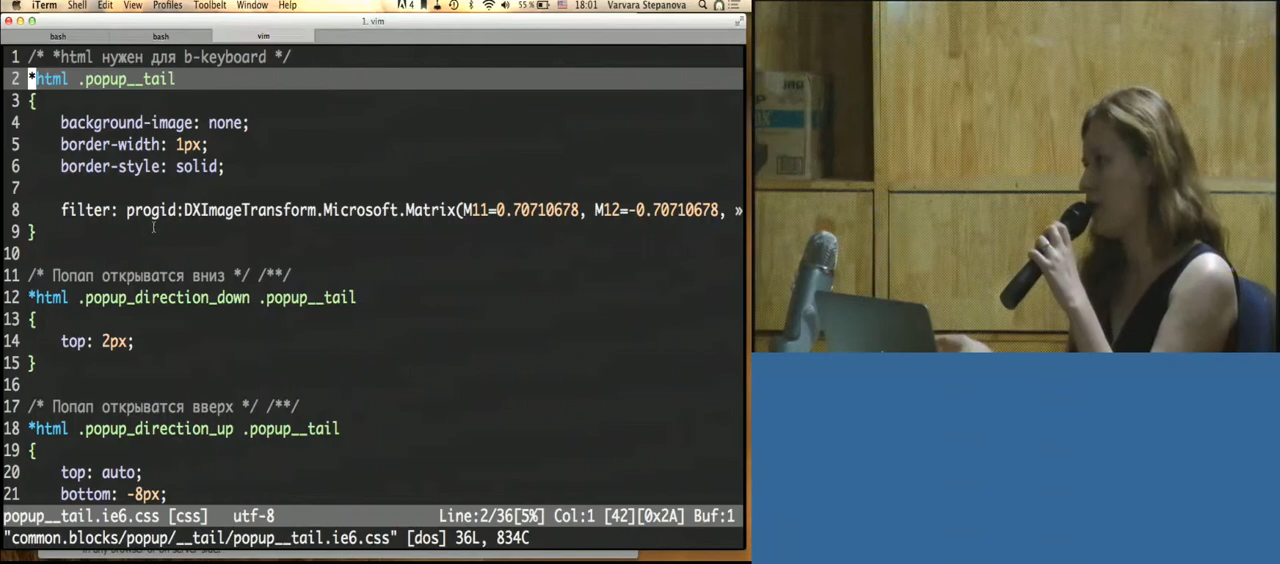 iTerm Shell Edit View Profiles Toolbelt Window Help 4 55% 18:01 Varvara Stepanova
1. vim
bash bash vim
1 /* *html нужен для b-keyboard */
2 *html .popup__tail
3 {
4 background-image: none;
5 border-width: 1px;
6 border-style: solid;
7
8 filter: progid:DXImageTransform.Microsoft.Matrix(M11=0.70710678, M12=-0.70710678, »
9 }
10
11 /* Попап открыватся вниз */ /**/
12 *html .popup_direction_down .popup__tail
13 {
14 top: 2px;
15 }
16
17 /* Попап открыватся вверх */ /**/
18 *html .popup_direction_up .popup__tail
19 {
20 top: auto;
21 bottom: -8px;
popup__tail.ie6.css [css] utf-8 Line:2/36[5%] Col:1 [42][0x2A] Buf:1
"common.blocks/popup/__tail/popup__tail.ie6.css" [dos] 36L, 834C